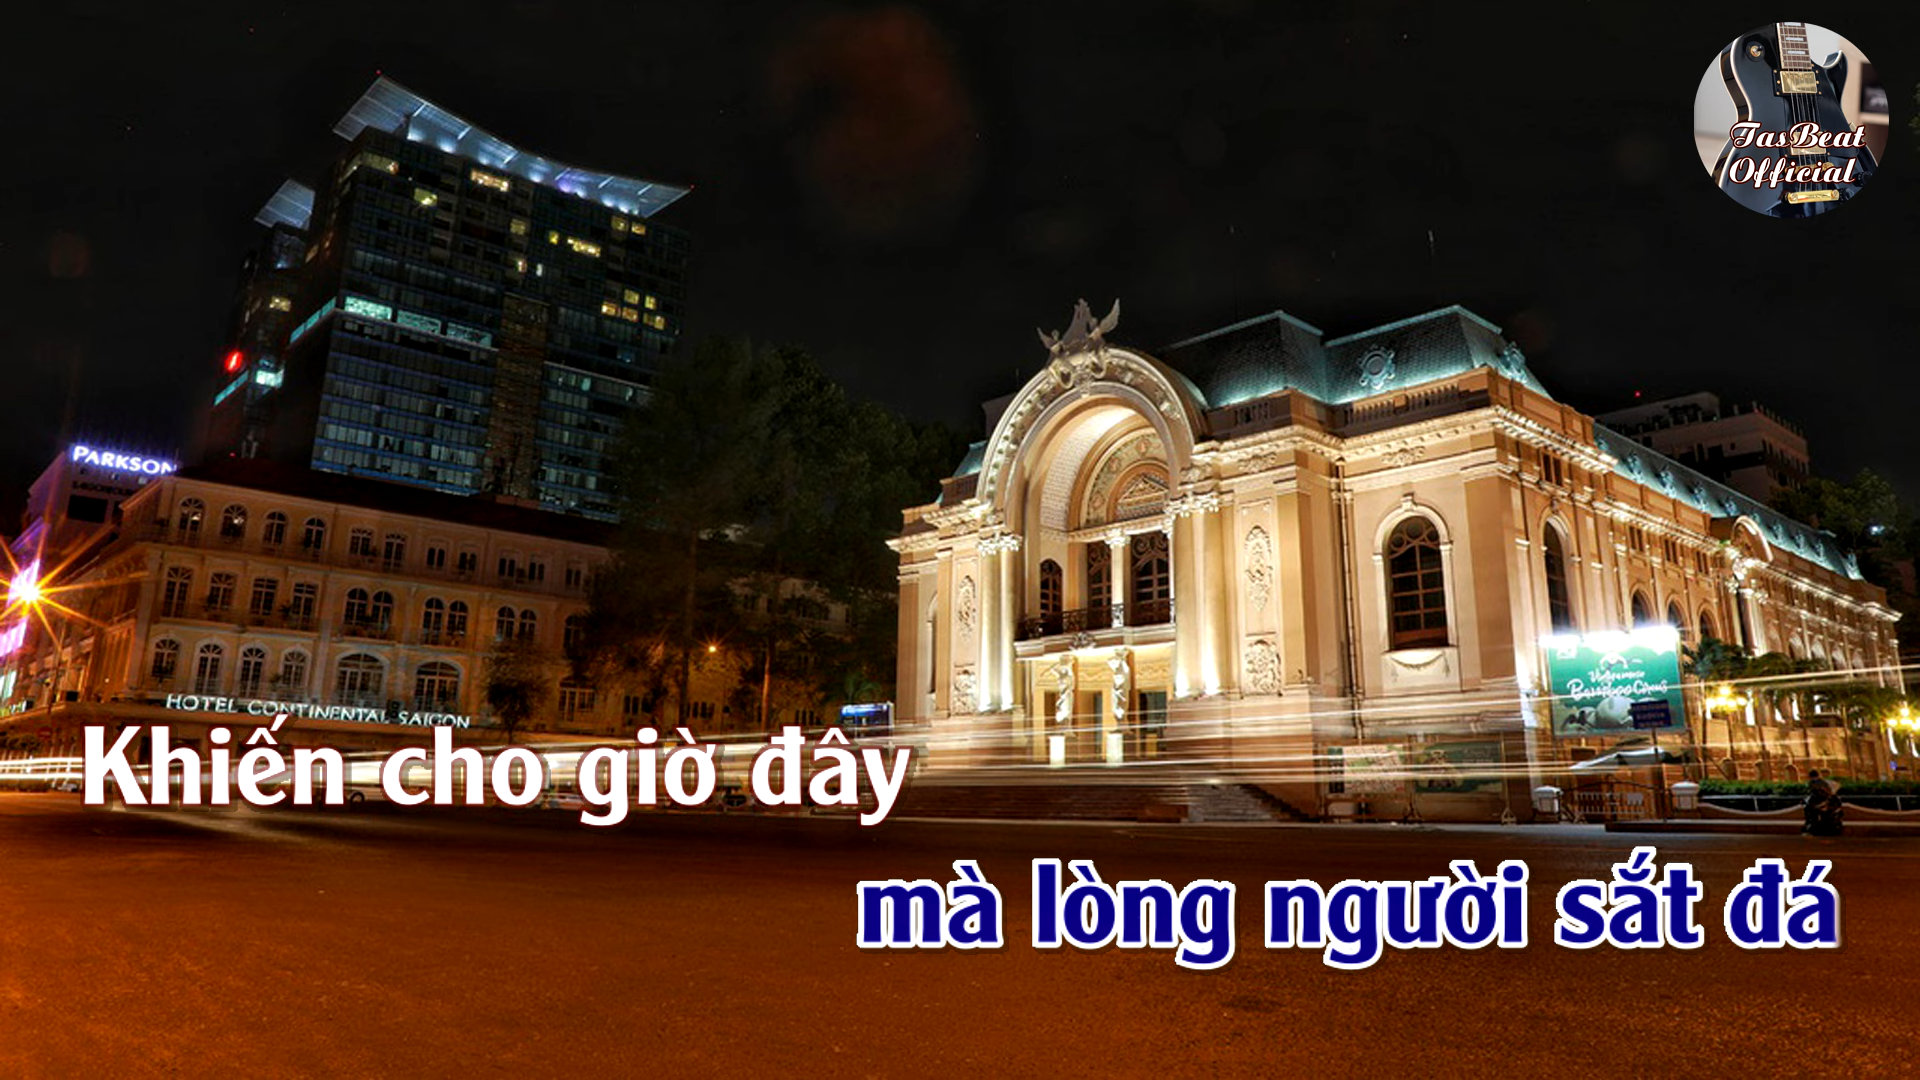 TasBeat
Official
PARKSON
HOTEL CONTINENTAL SAIGON
Khiến cho giờ đây
mà lòng người sắt đá